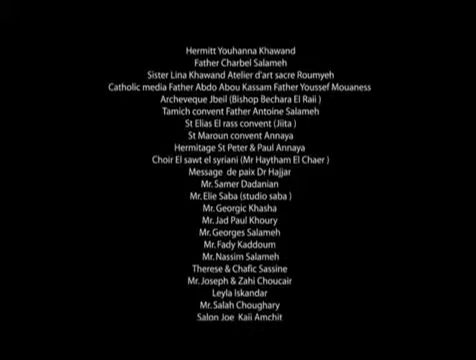 Hermitt Youhanna Khawand
Father Charbel Salameh
Sister Lina Khawand Atelier d'art sacre Roumyeh
Catholic media Father Abdo Abou Kassam Father Youssef Mouaness
Archeveque Jbeil (Bishop Bechara El Raii )
Tamich convent Father Antoine Salameh
St Elias El rass convent (Jiita )
St Maroun convent Annaya
Hermitage St Peter & Paul Annaya
Choir El sawt el syriani (Mr Haytham El Chaer )
Message de paix Dr Hajjar
Mr. Samer Dadanian
Mr. Elie Saba (studio saba )
Mr. Georgic Khasha
Mr. Jad Paul Khoury
Mr. Georges Salameh
Mr. Fady Kaddoum
Mr. Nassim Salameh
Therese & Chafic Sassine
Mr. Joseph & Zahi Choucair
Leyla Iskandar
Mr. Salah Choughary
Salon Joe Kaii Amchit